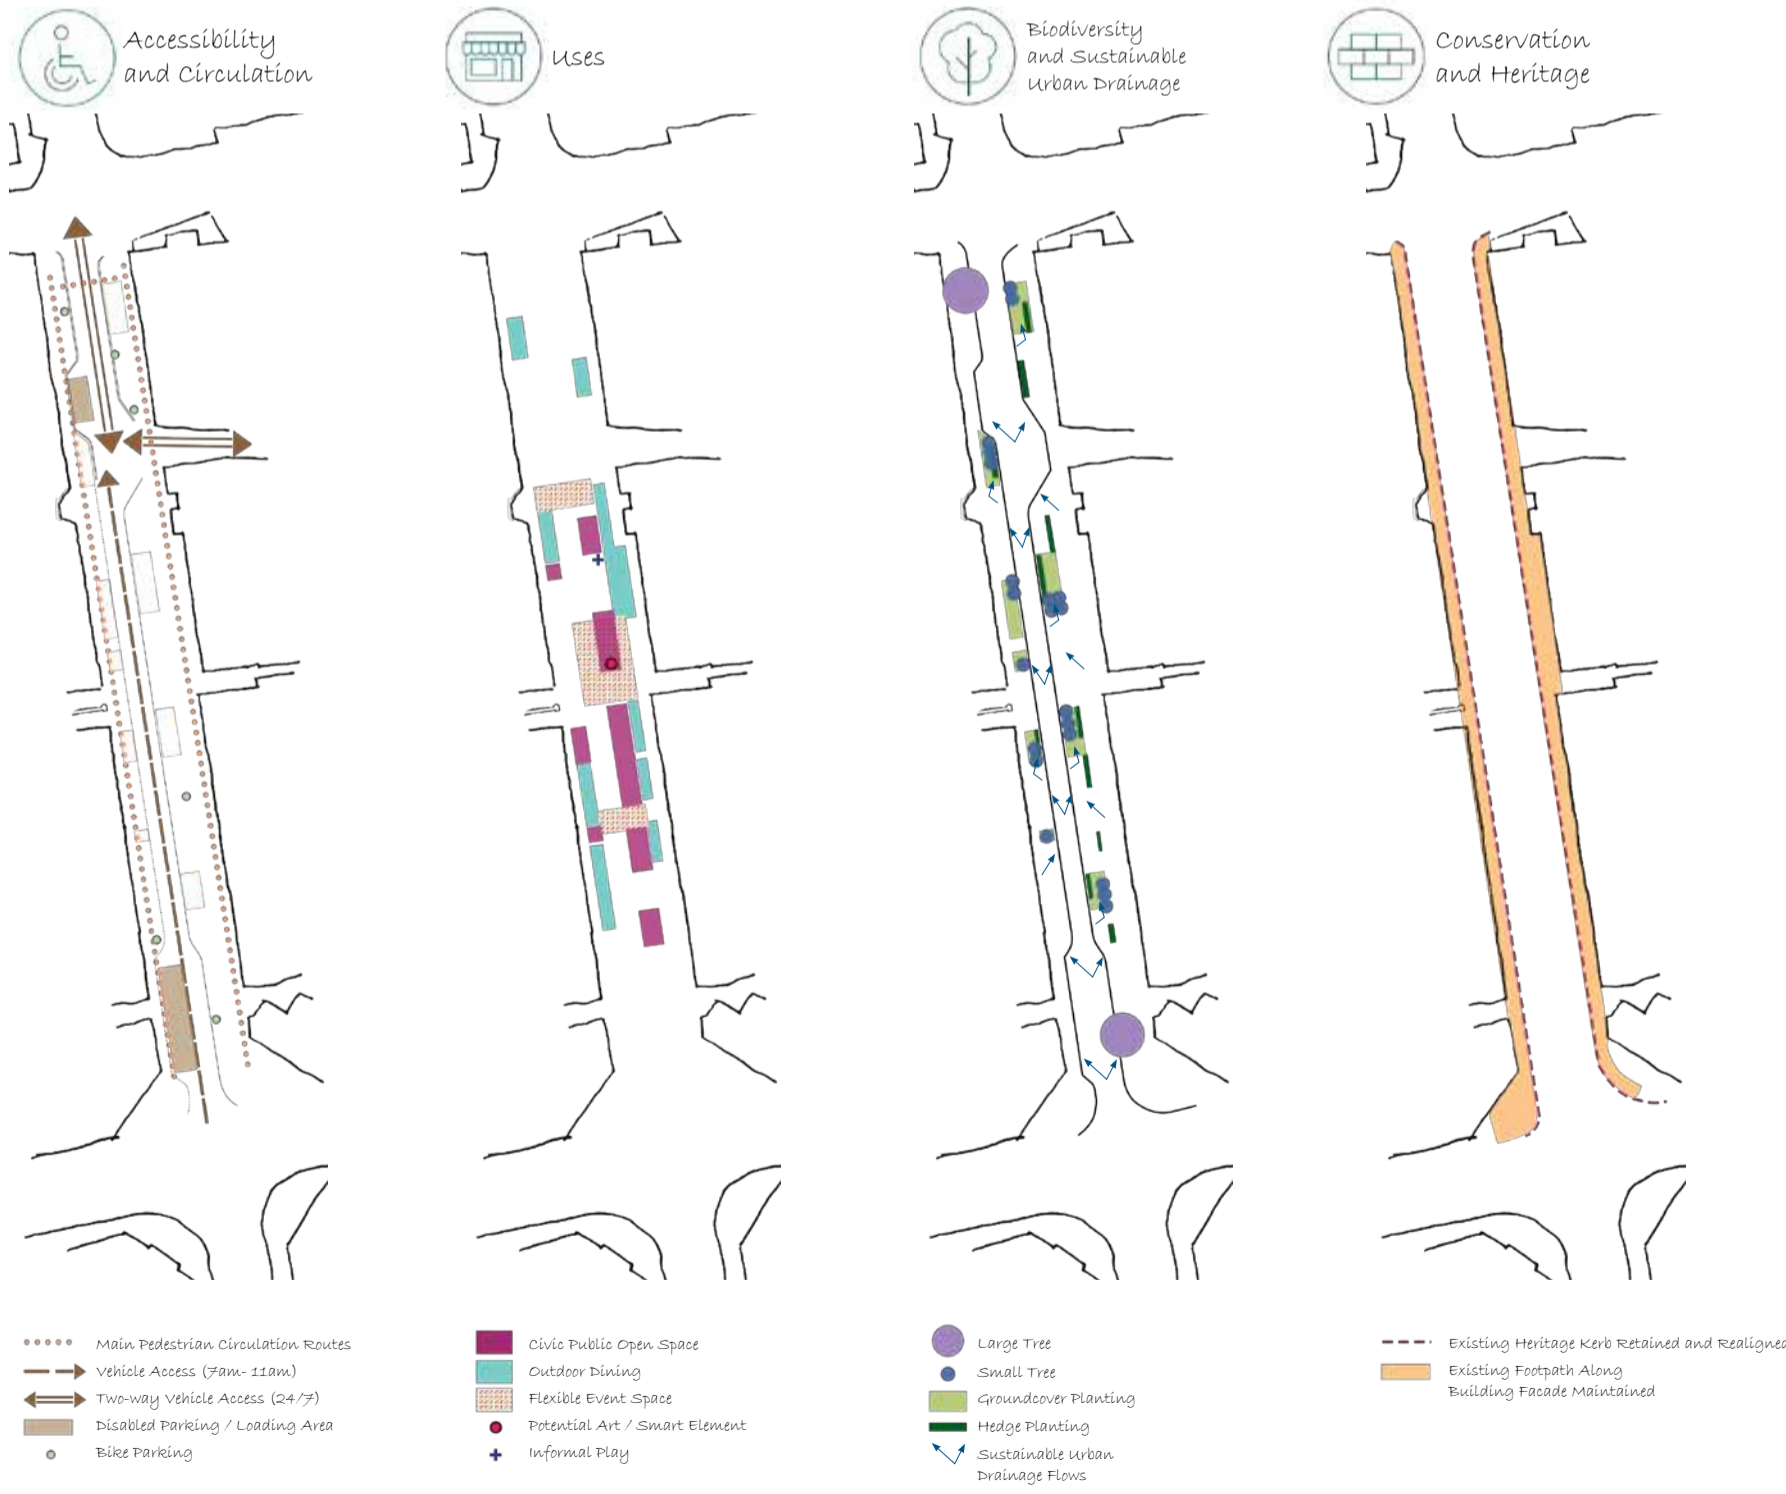 Accessibility
and Circulation
Uses
Biodiversity
and Sustainable
Urban Drainage
Conservation
and Heritage
Main Pedestrian Circulation Routes
Vehicle Access (7am- 11am)
Two-way Vehicle Access (24/7)
Disabled Parking / Loading Area
Bike Parking
Civic Public Open Space
Outdoor Dining
Flexible Event Space
Potential Art / Smart Element
Informal Play
Large Tree
Small Tree
Groundcover Planting
Hedge Planting
Sustainable Urban
Drainage Flows
Existing Heritage Kerb Retained and Realigned
Existing Footpath Along
Building Facade Maintained